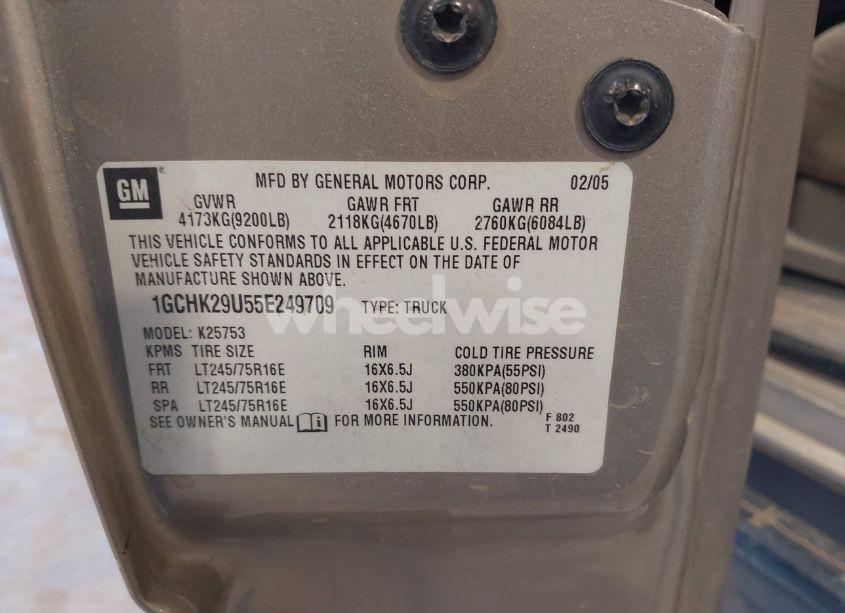 GM
MFD BY GENERAL MOTORS CORP. 02/05
GVWR GAWR FRT GAWR RR
4173KG(9200LB) 2118KG(4670LB) 2760KG(6084LB)
THIS VEHICLE CONFORMS TO ALL APPLICABLE U.S. FEDERAL MOTOR
VEHICLE SAFETY STANDARDS IN EFFECT ON THE DATE OF
MANUFACTURE SHOWN ABOVE.
1GCHK29U55E249709 TYPE: TRUCK
wheelwise
MODEL: K25753
KPMS TIRE SIZE RIM COLD TIRE PRESSURE
FRT LT245/75R16E 16X6.5J 380KPA(55PSI)
RR LT245/75R16E 16X6.5J 550KPA(80PSI)
SPA LT245/75R16E 16X6.5J 550KPA(80PSI)
SEE OWNER'S MANUAL i FOR MORE INFORMATION.
F 802
T 2490